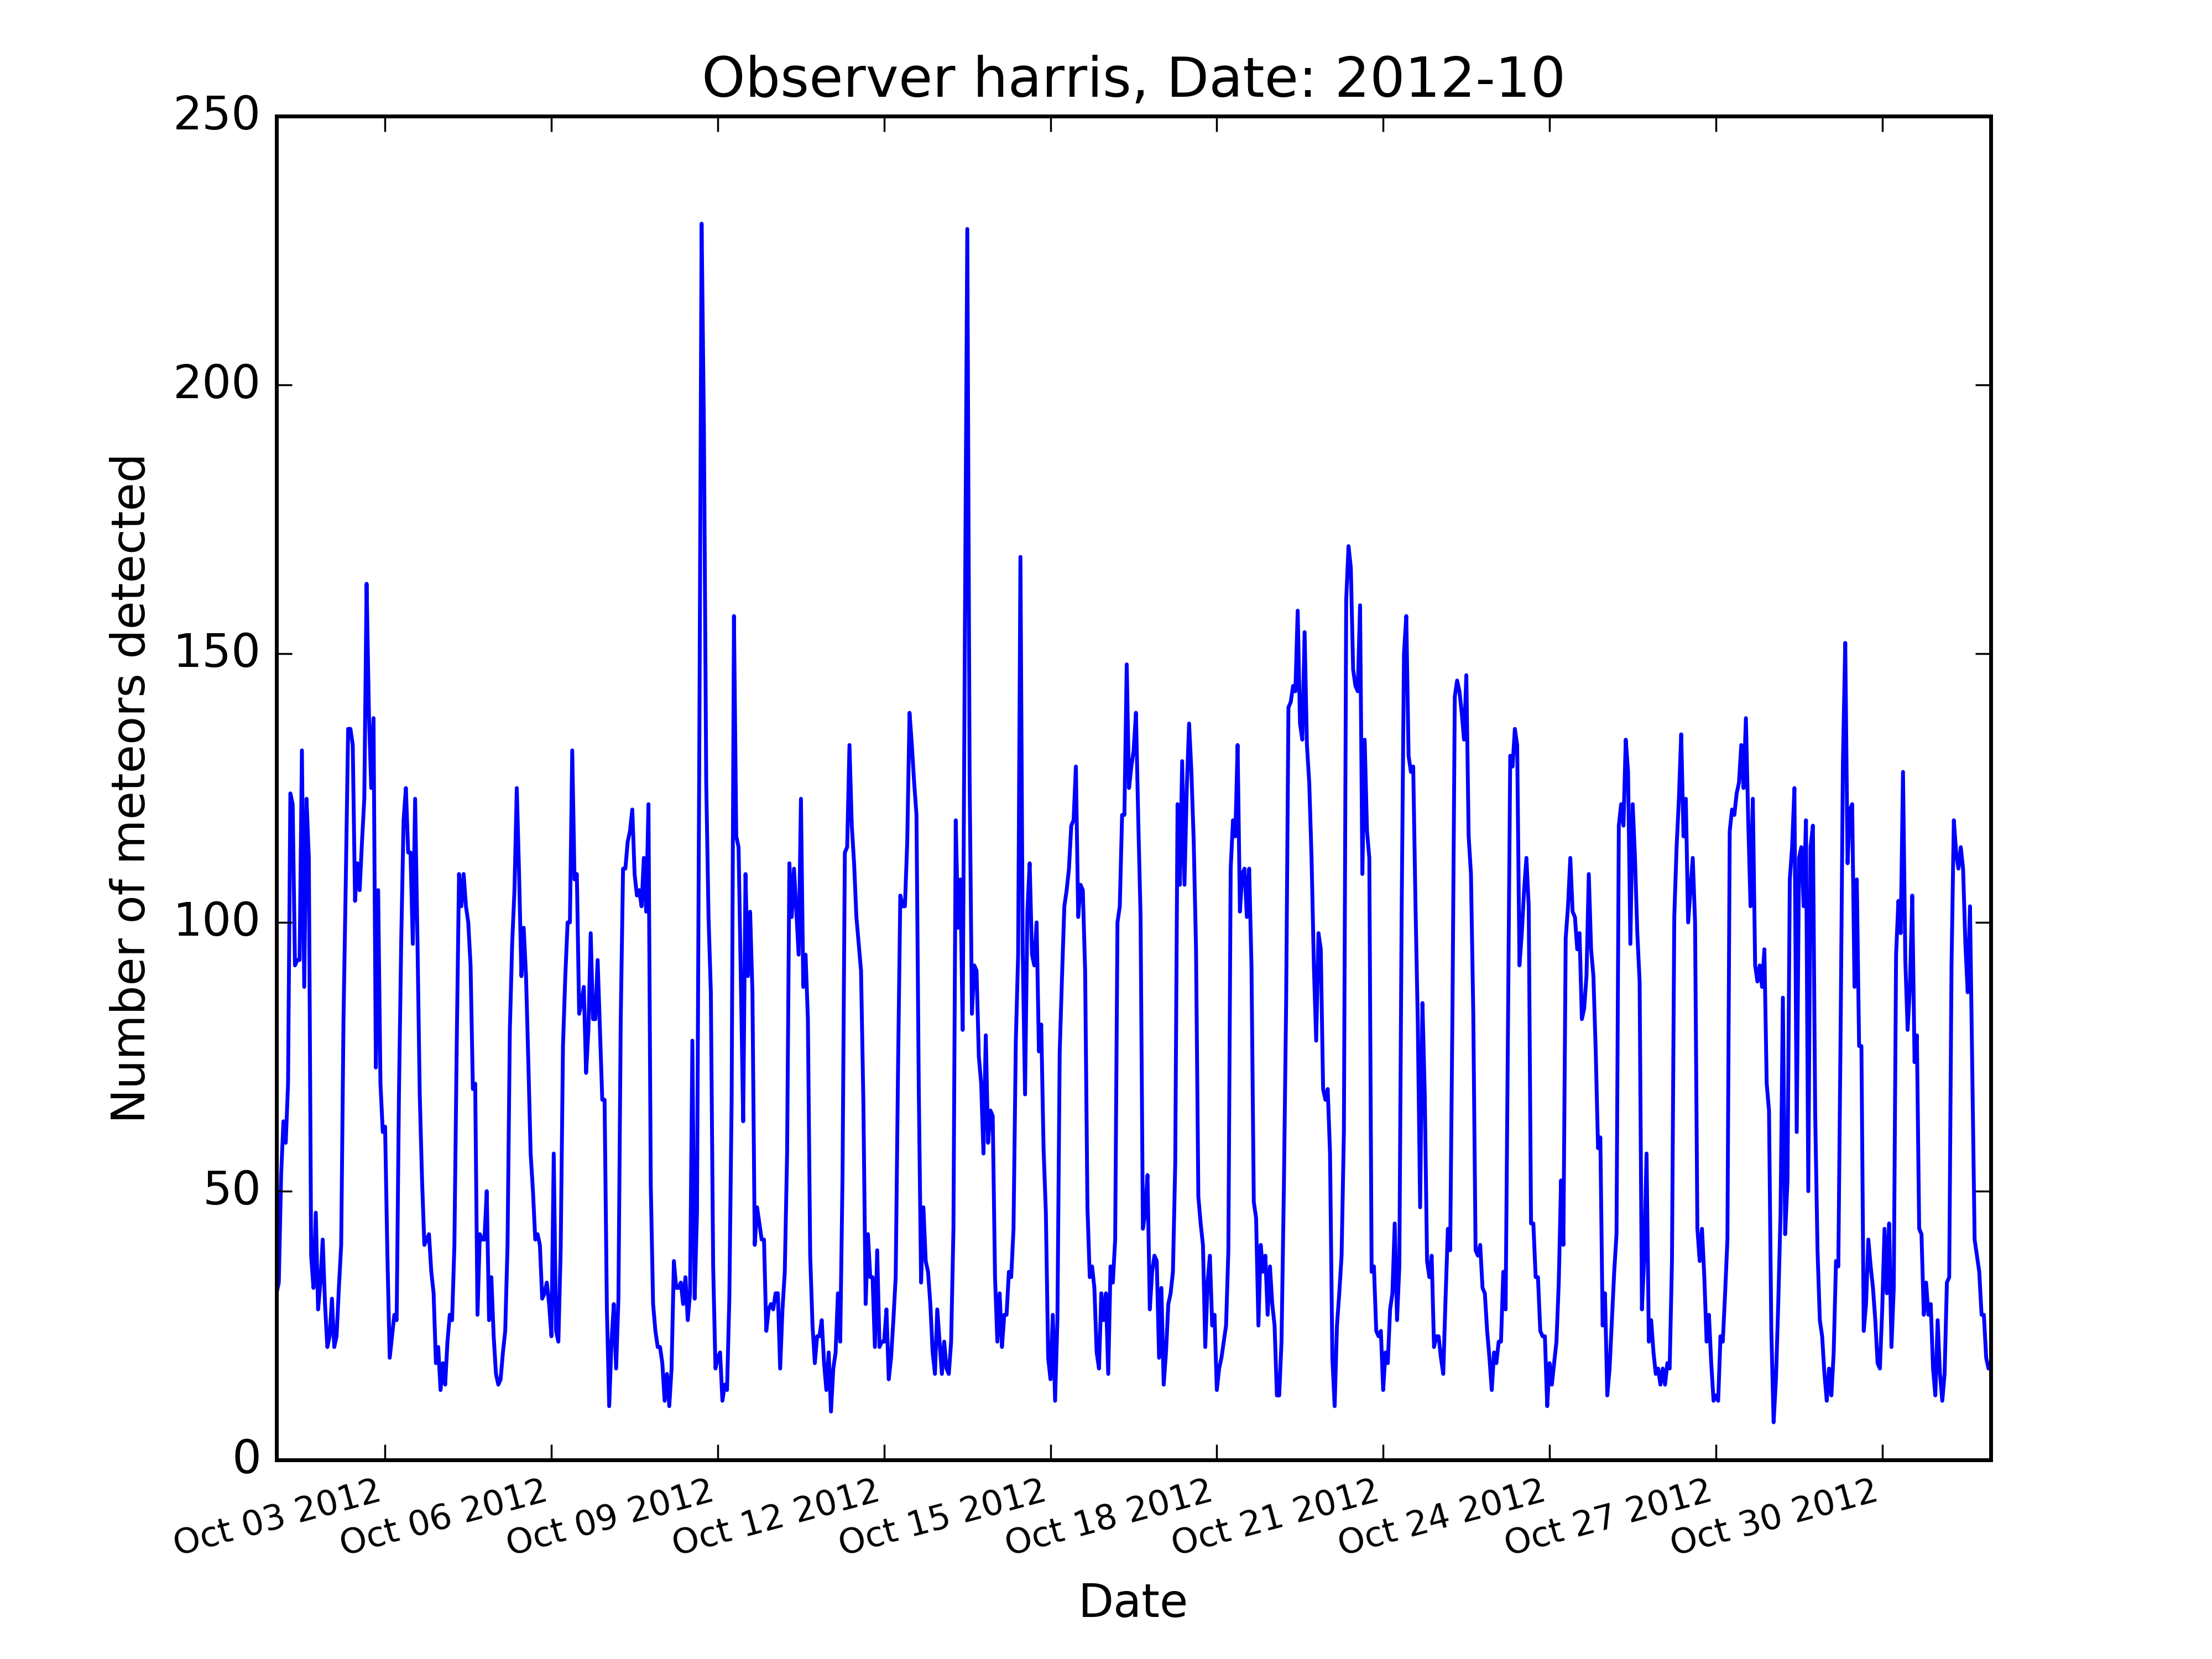 Observer harris, Date: 2012-10
250
200
150
100
50
0
Number of meteors detected
Oct 03 2012
Oct 06 2012
Oct 09 2012
Oct 12 2012
Oct 15 2012
Oct 18 2012
Oct 21 2012
Oct 24 2012
Oct 27 2012
Oct 30 2012
Date